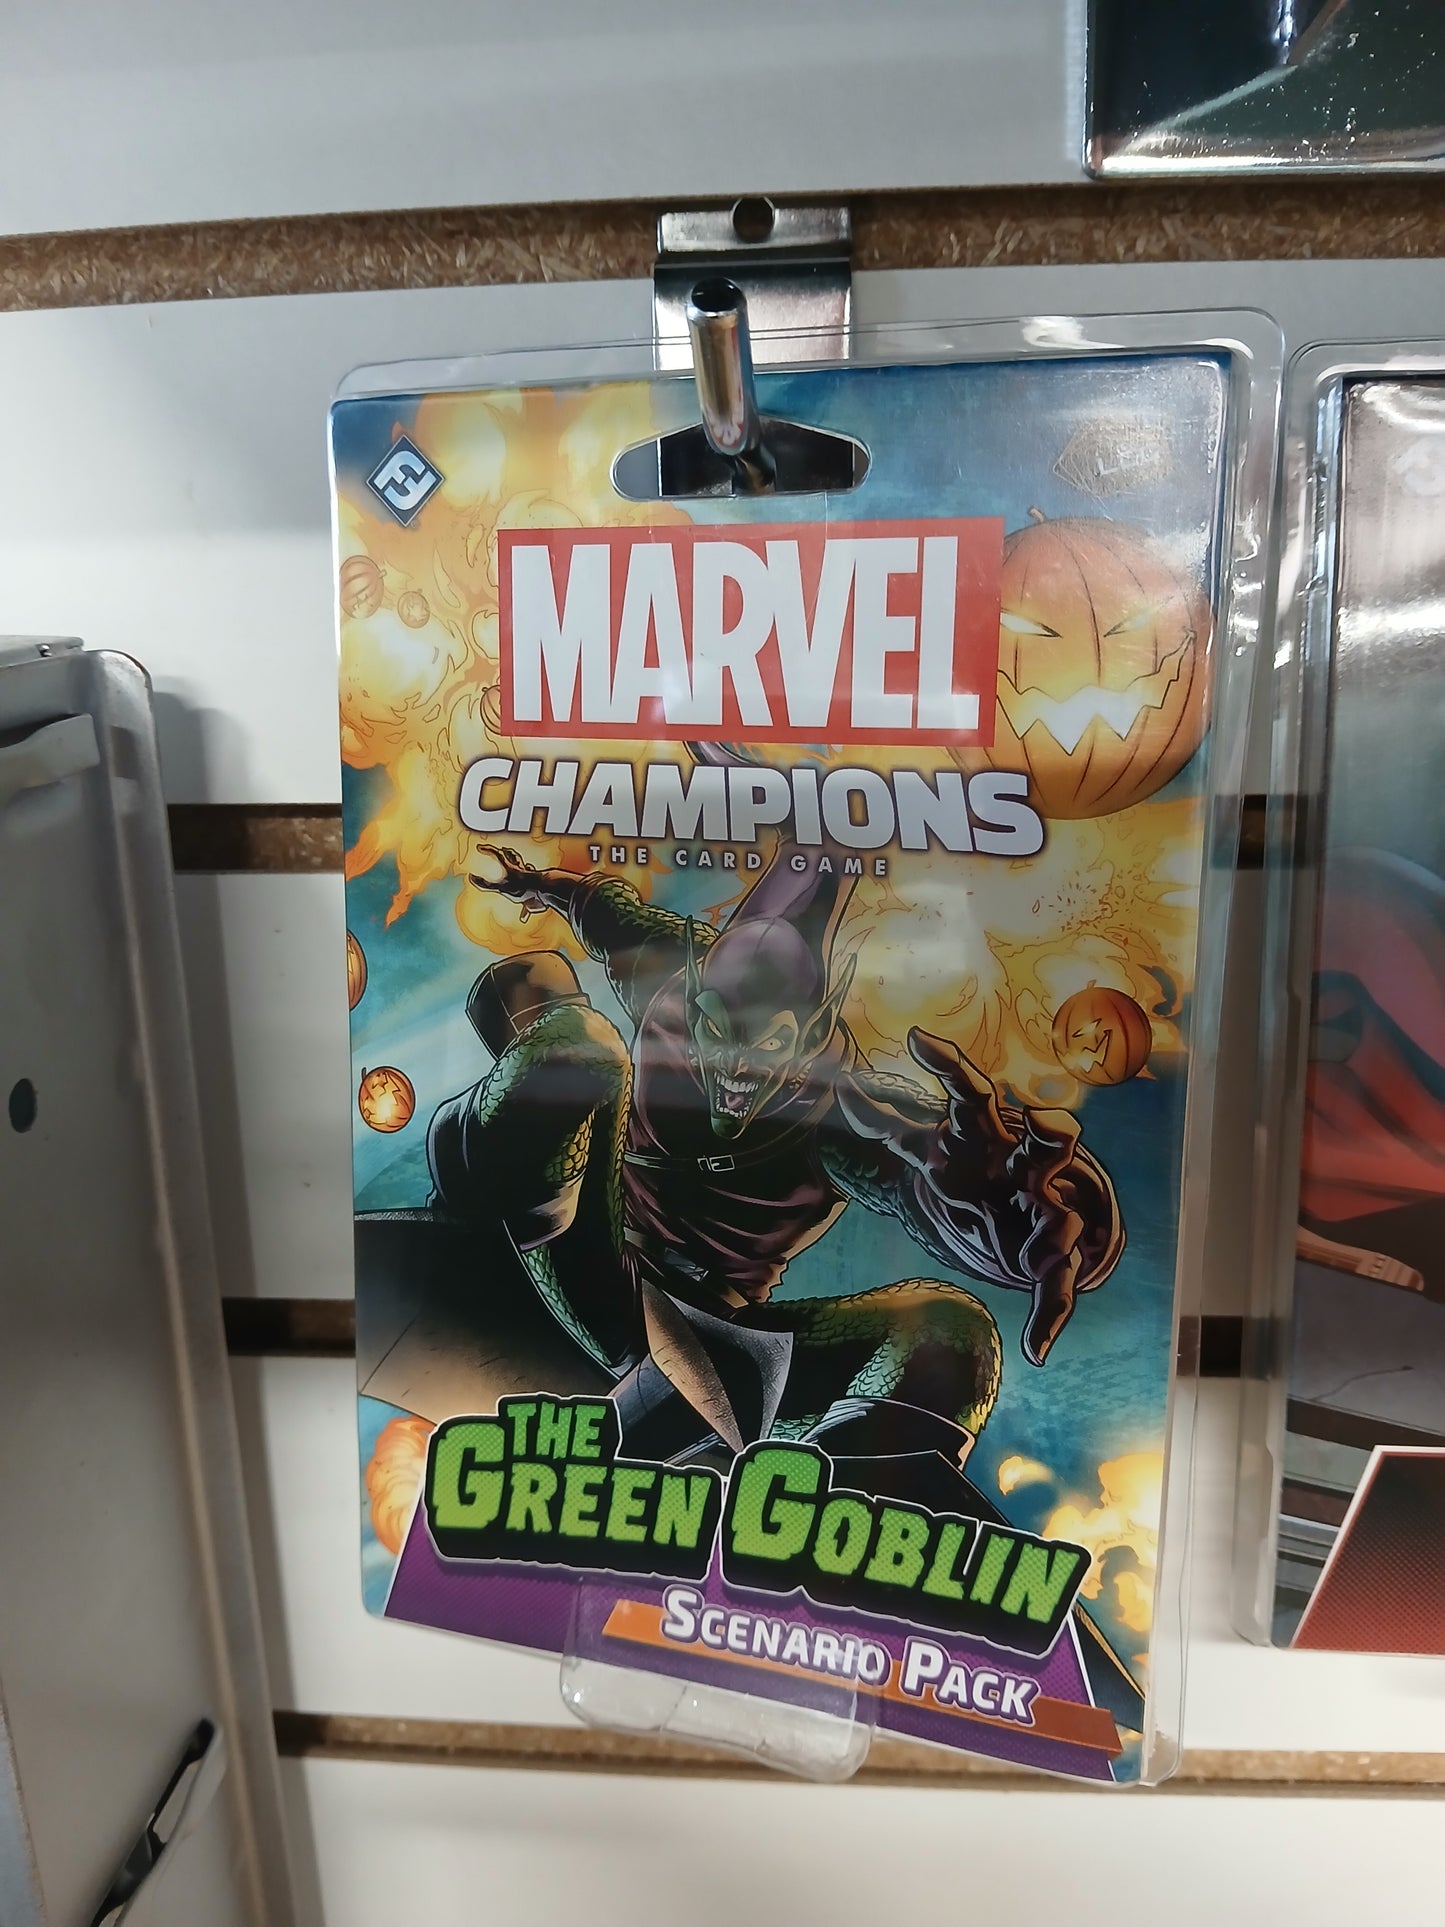 MARVEL
CHAMPIONS
THE CARD GAME
THE
GREEN GOBLIN
SCENARIO PACK